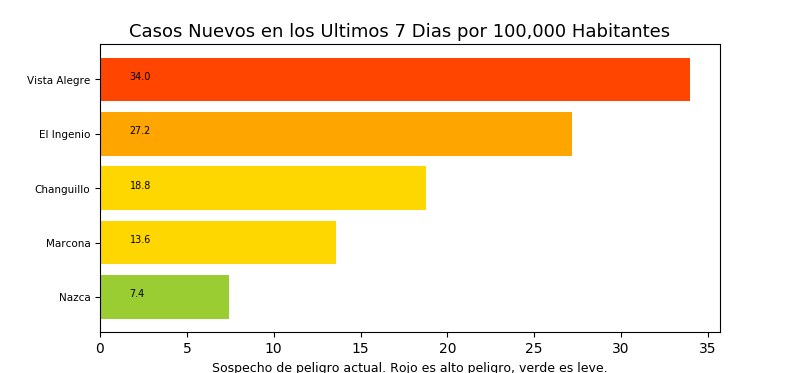 Casos Nuevos en los Ultimos 7 Dias por 100,000 Habitantes
Vista Alegre 34.0
El Ingenio 27.2
Changuillo 18.8
Marcona 13.6
Nazca 7.4
0 5 10 15 20 25 30 35
Sospecho de peligro actual. Rojo es alto peligro, verde es leve.